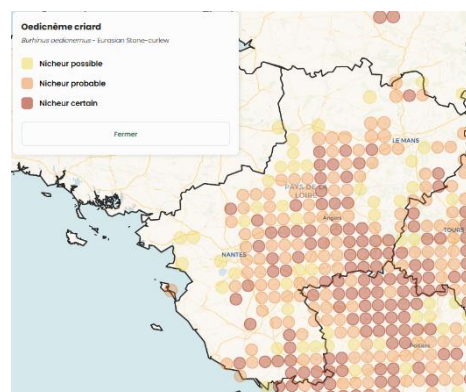 Oedicnème criard
Burhinus oedicnemus - Eurasian Stone-curlew
Nicheur possible
Nicheur probable
Nicheur certain
Fermer
LE MANS
PAYS DE LA
LOIRE
Angers
TOURS
NANTES
Poitiers